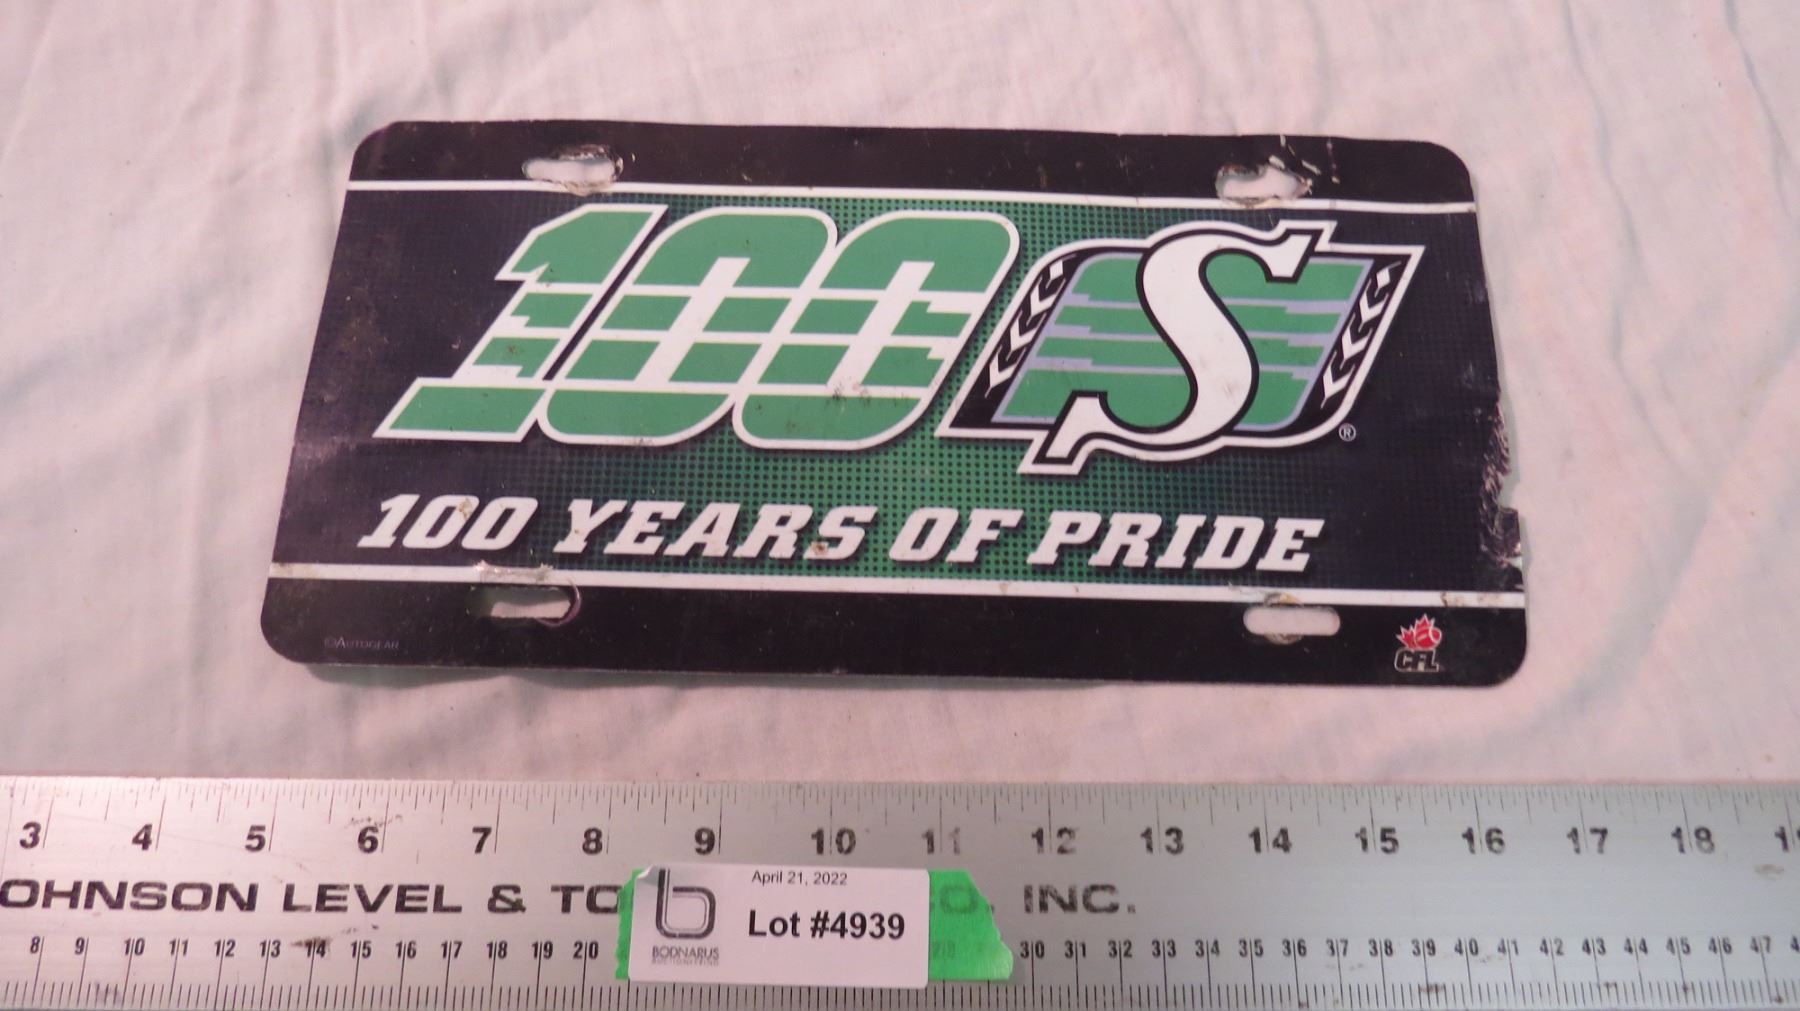 100 S ®
100 YEARS OF PRIDE
©AUTOGEAR
CFL
3 4 5 6 7 8 9 10 11 12 13 14 15 16 17 18
OHNSON LEVEL & TO CO. INC.
8 9 10 11 12 13 14 15 16 17 18 19 20 30 31 32 33 34 35 36 37 38 39 40 41 42 43 44 45 46 47
April 21, 2022
b
Lot #4939
BODNARUS
AUCTIONEERING